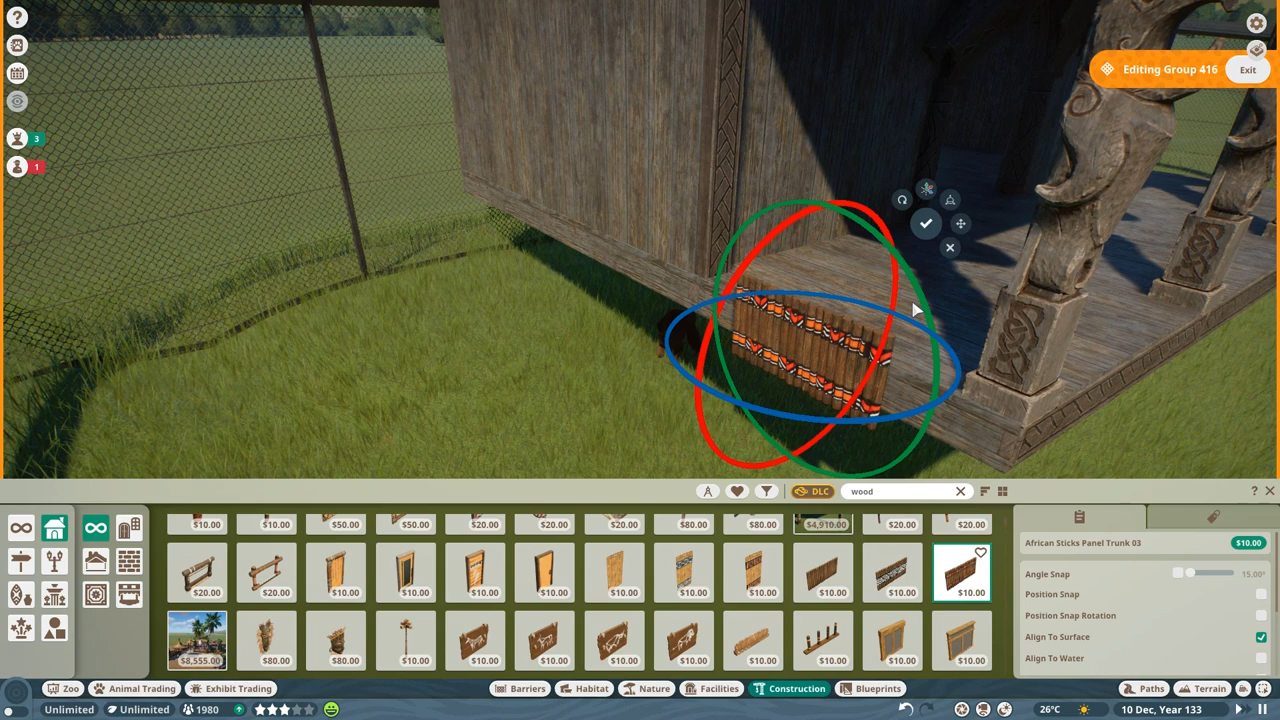 ?
Editing Group 416
Exit
3
1
DLC
wood
?
$10.00 $10.00 $50.00 $50.00 $20.00 $20.00 $20.00 $80.00 $80.00 $4,910.00 $20.00 $20.00
$20.00 $20.00 $10.00 $10.00 $10.00 $10.00 $10.00 $10.00 $10.00 $10.00 $10.00 $10.00
$8,555.00 $80.00 $80.00 $10.00 $10.00 $10.00 $10.00 $10.00 $10.00 $10.00 $10.00 $10.00
African Sticks Panel Trunk 03 $10.00
Angle Snap 15.00°
Position Snap
Position Snap Rotation
Align To Surface
Align To Water
Zoo Animal Trading Exhibit Trading Barriers Habitat Nature Facilities Construction Blueprints Paths Terrain
Unlimited Unlimited 1980 26°C 10 Dec, Year 133